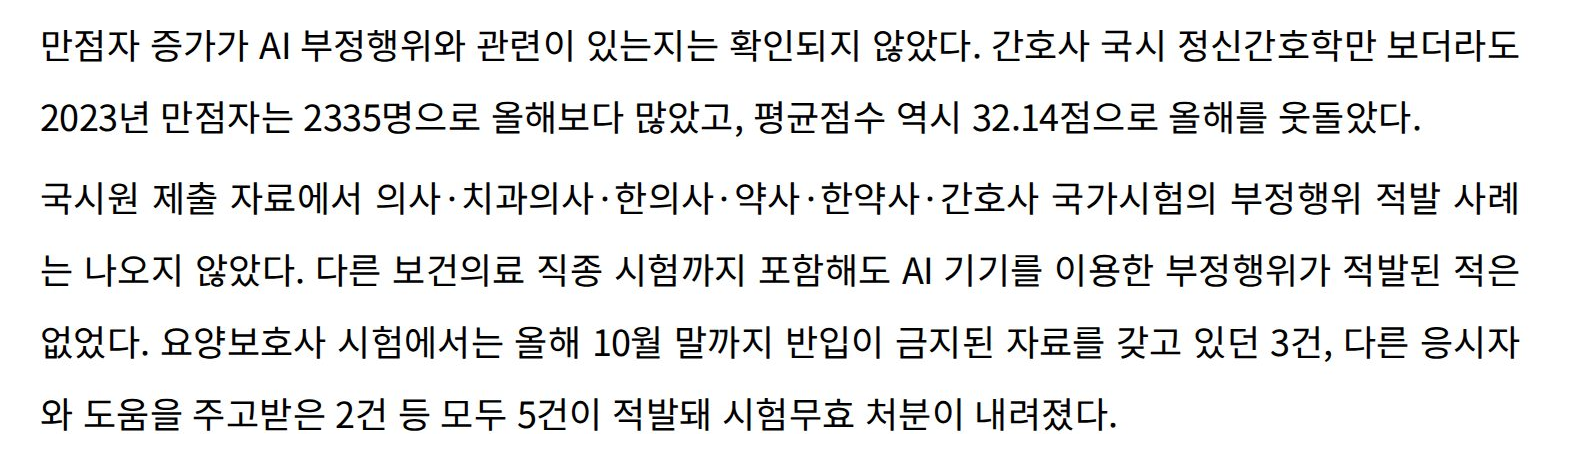 만점자 증가가 AI 부정행위와 관련이 있는지는 확인되지 않았다. 간호사 국시 정신간호학만 보더라도
2023년 만점자는 2335명으로 올해보다 많았고, 평균점수 역시 32.14점으로 올해를 웃돌았다.
국시원 제출 자료에서 의사·치과의사·한의사·약사·한약사·간호사 국가시험의 부정행위 적발 사례
는 나오지 않았다. 다른 보건의료 직종 시험까지 포함해도 AI 기기를 이용한 부정행위가 적발된 적은
없었다. 요양보호사 시험에서는 올해 10월 말까지 반입이 금지된 자료를 갖고 있던 3건, 다른 응시자
와 도움을 주고받은 2건 등 모두 5건이 적발돼 시험무효 처분이 내려졌다.